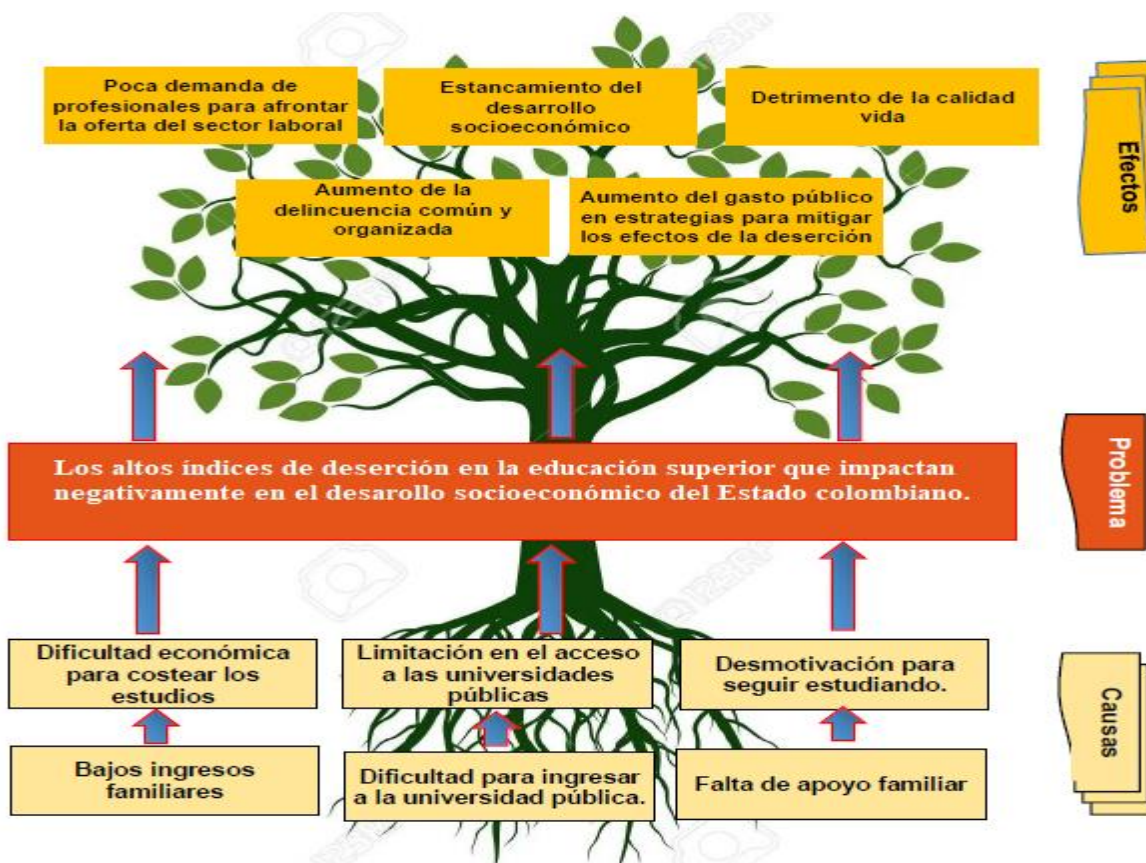 Poca demanda de
profesionales para afrontar
la oferta del sector laboral
Estancamiento del
desarrollo
socioeconómico
Detrimento de la calidad
vida
Aumento de la
delincuencia común y
organizada
Aumento del gasto público
en estrategias para mitigar
los efectos de la deserción
Efectos
Los altos índices de deserción en la educación superior que impactan
negativamente en el desarollo socioeconómico del Estado colombiano.
Problema
Dificultad económica
para costear los
estudios
Limitación en el acceso
a las universidades
públicas
Desmotivación para
seguir estudiando.
Bajos ingresos
familiares
Dificultad para ingresar
a la universidad pública.
Falta de apoyo familiar
Causas